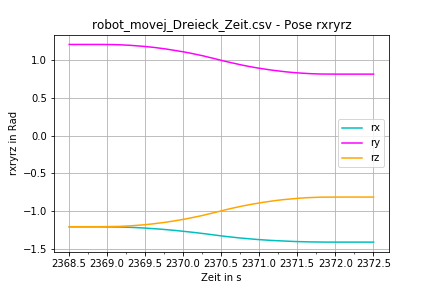 robot_movej_Dreieck_Zeit.csv - Pose rxryrz
rxryrz in Rad
1.0
0.5
0.0
−0.5
−1.0
−1.5
rx
ry
rz
2368.5 2369.0 2369.5 2370.0 2370.5 2371.0 2371.5 2372.0 2372.5
Zeit in s